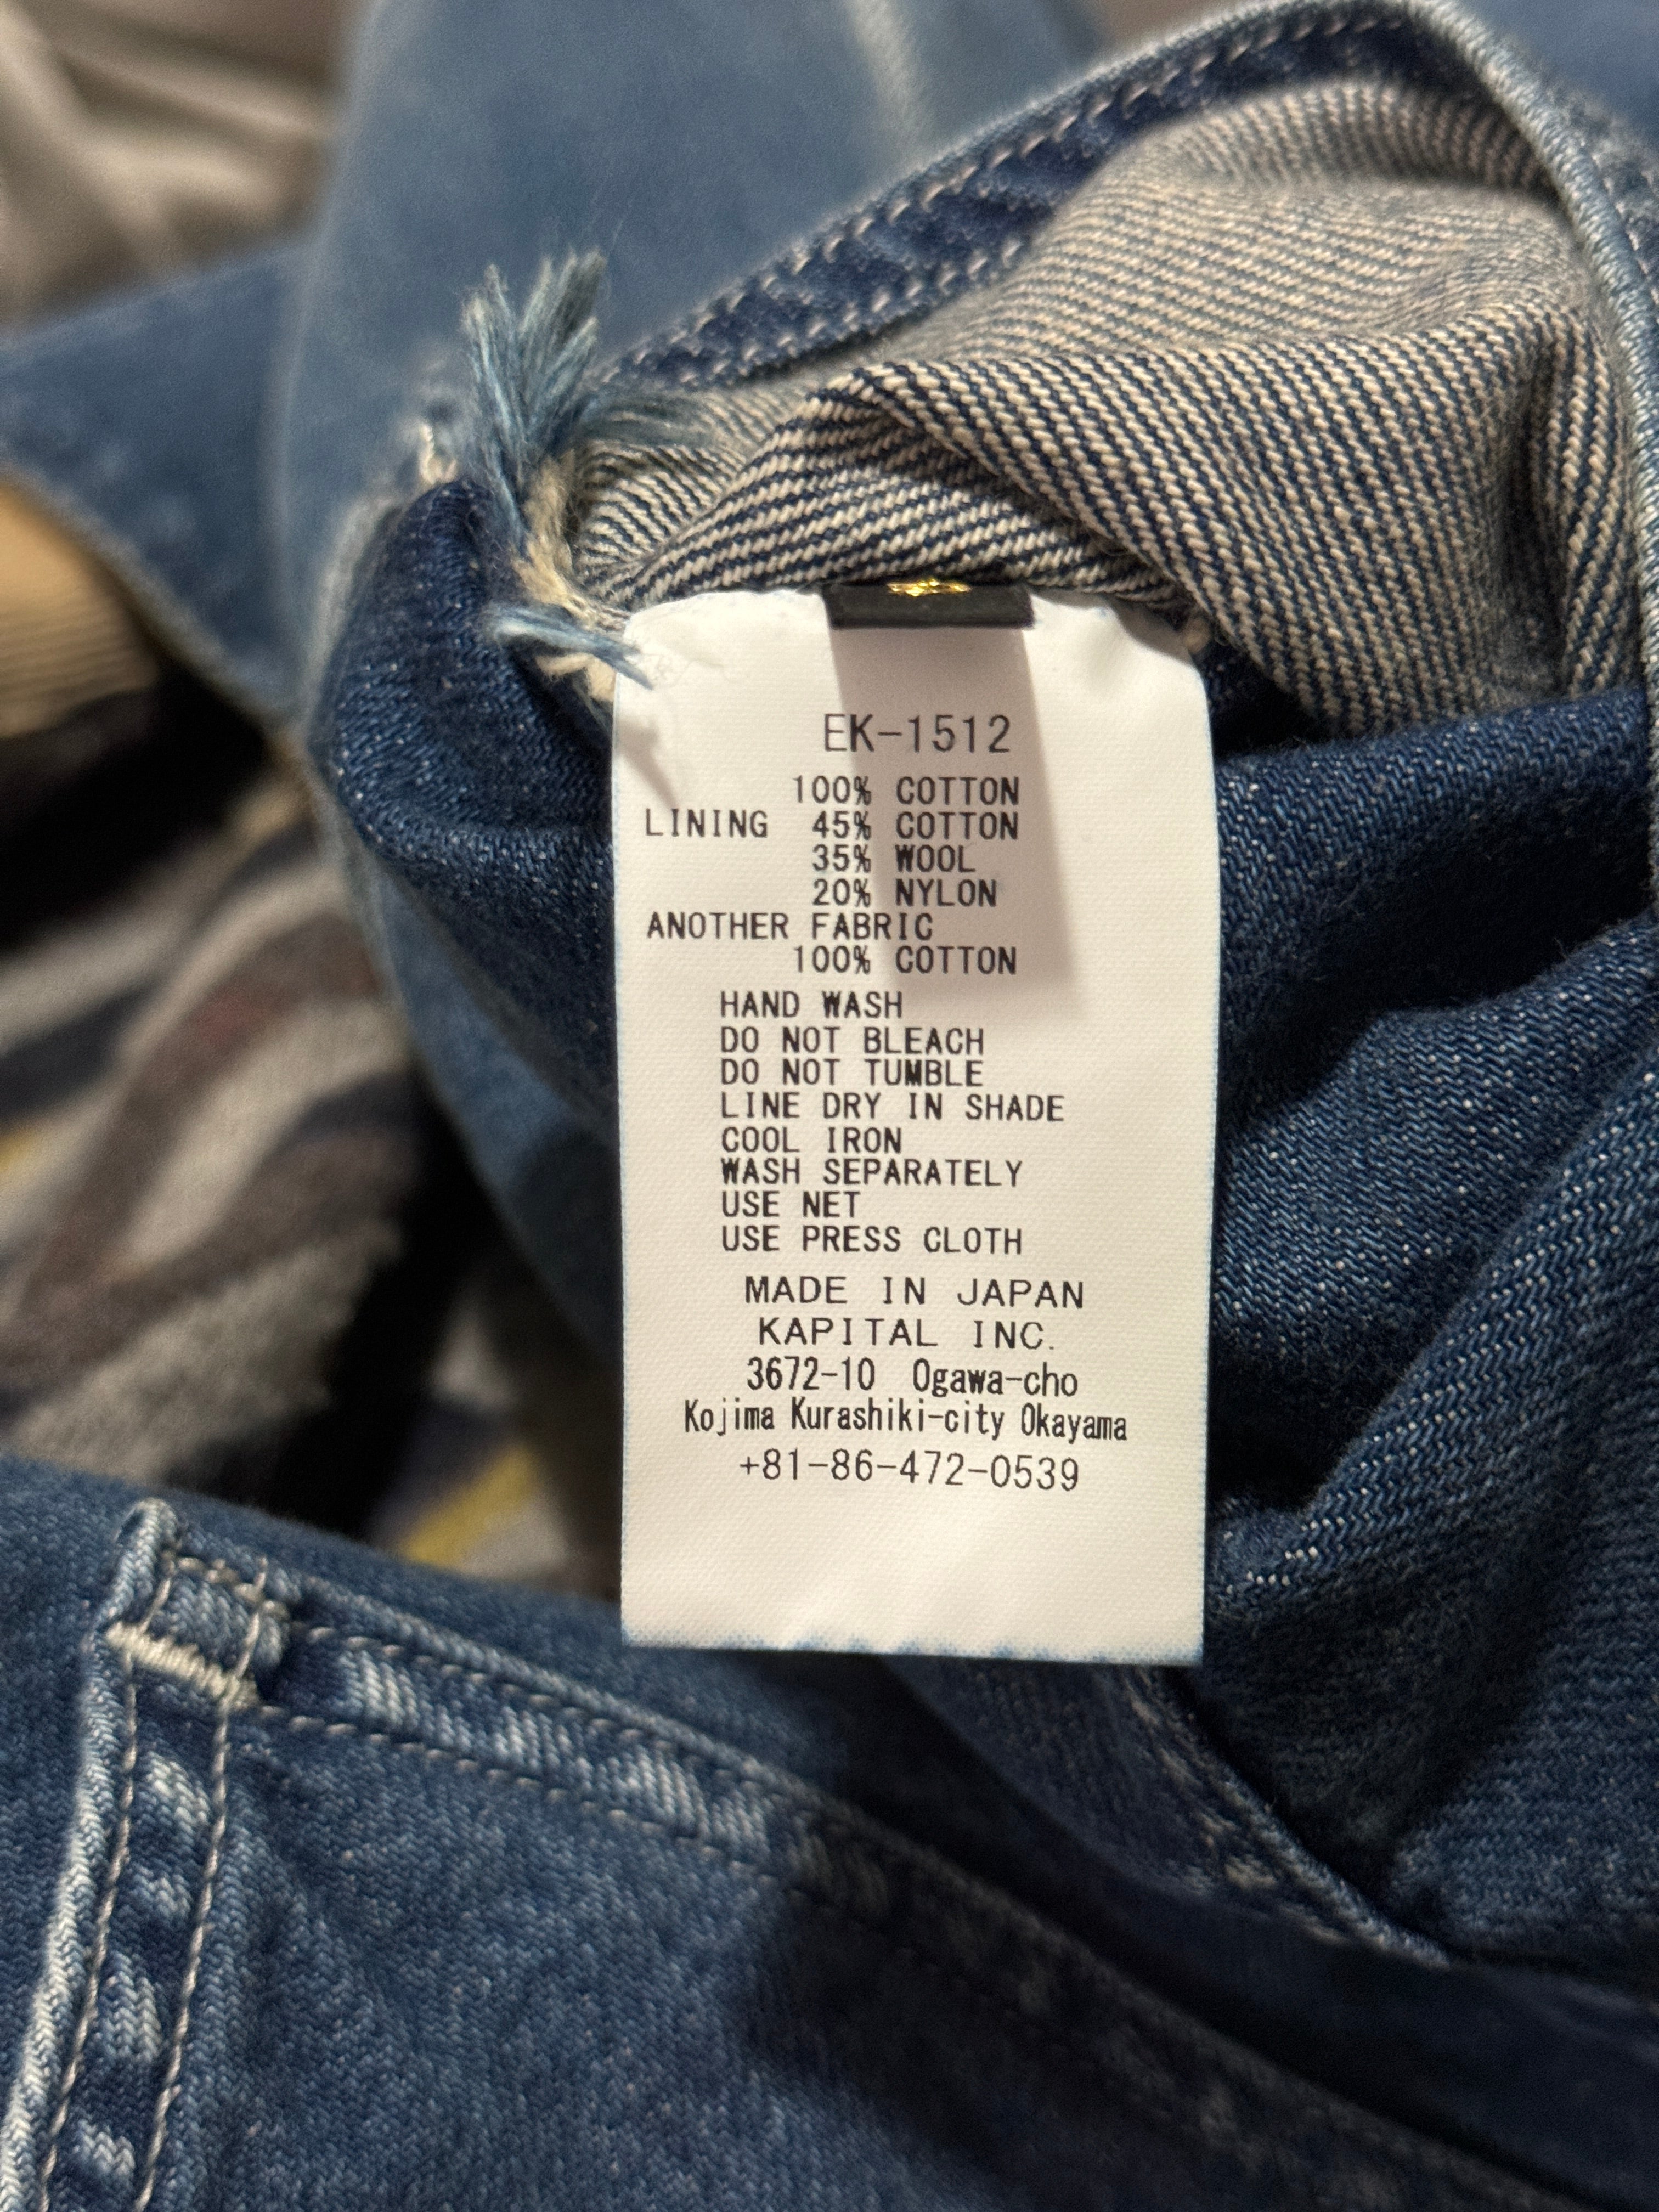 EK-1512
100% COTTON
LINING 45% COTTON
35% WOOL
20% NYLON
ANOTHER FABRIC
100% COTTON
HAND WASH
DO NOT BLEACH
DO NOT TUMBLE
LINE DRY IN SHADE
COOL IRON
WASH SEPARATELY
USE NET
USE PRESS CLOTH
MADE IN JAPAN
KAPITAL INC.
3672-10 Ogawa-cho
Kojima Kurashiki-city Okayama
+81-86-472-0539